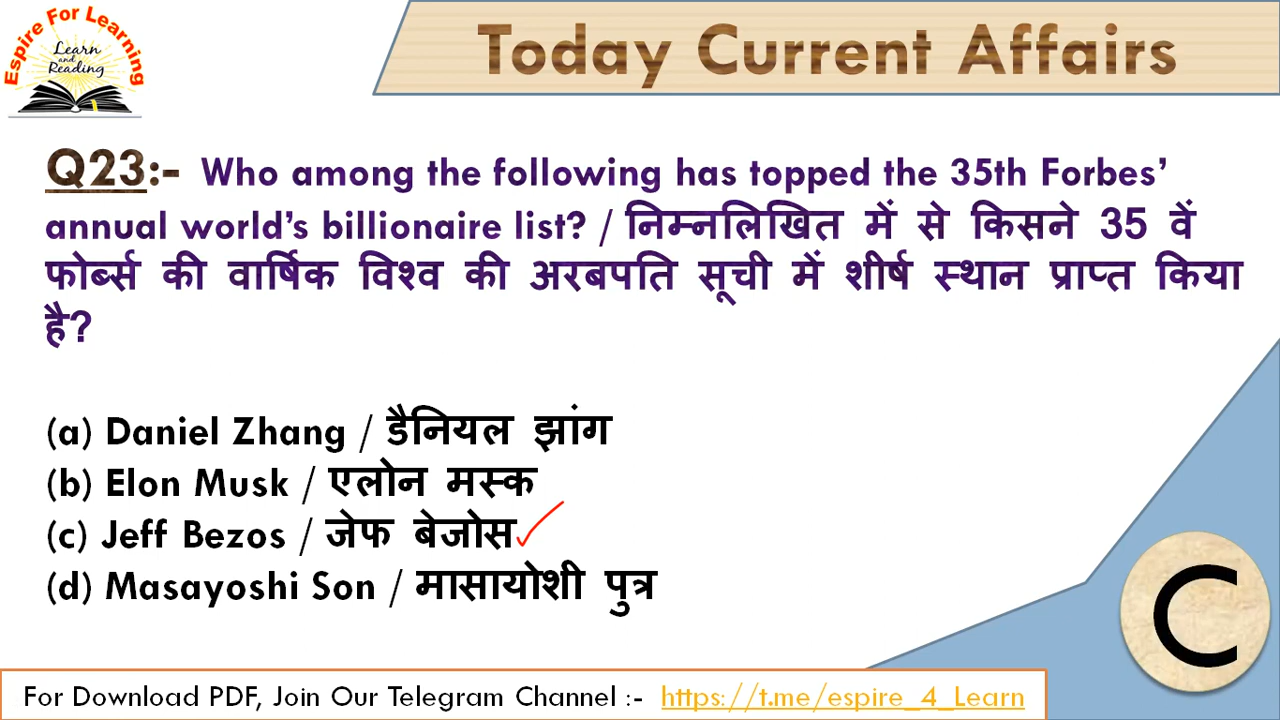 Espire For Learning
Learn
and
Reading
Today Current Affairs
Q23:- Who among the following has topped the 35th Forbes’
annual world’s billionaire list? / निम्नलिखित में से किसने 35 वें
फोर्ब्स की वार्षिक विश्व की अरबपति सूची में शीर्ष स्थान प्राप्त किया
है?
(a) Daniel Zhang / डैनियल झांग
(b) Elon Musk / एलोन मस्क
(c) Jeff Bezos / जेफ बेजोस
(d) Masayoshi Son / मासायोशी पुत्र
C
For Download PDF, Join Our Telegram Channel :- https://t.me/espire_4_Learn